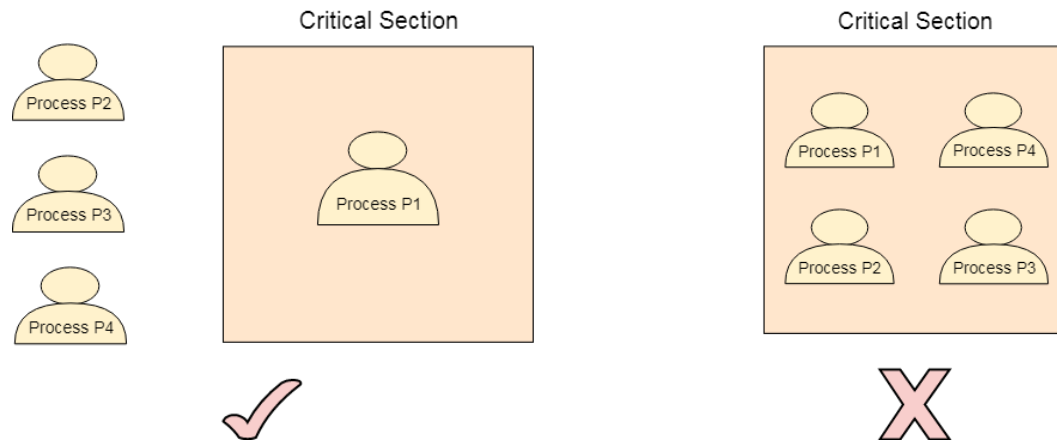 Critical Section
Process P2
Process P3
Process P4
Process P1
Critical Section
Process P1
Process P4
Process P2
Process P3